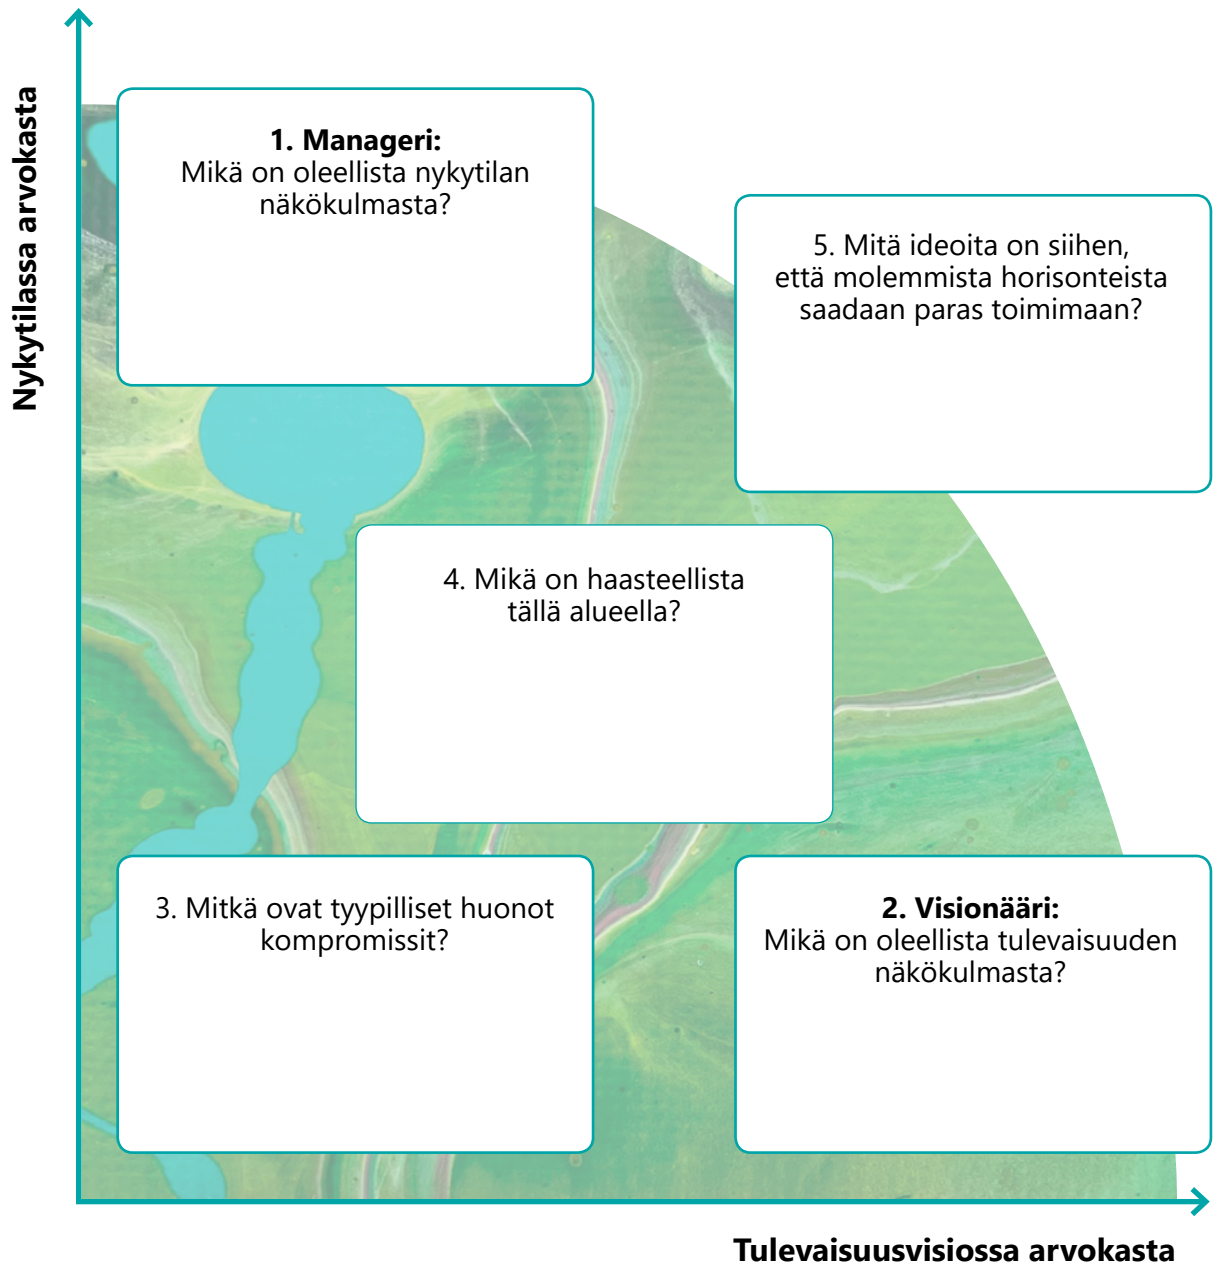 Nykytilassa arvokasta
1. Manageri:
Mikä on oleellista nykytilan
näkökulmasta?
5. Mitä ideoita on siihen,
että molemmista horisonteista
saadaan paras toimimaan?
4. Mikä on haasteellista
tällä alueella?
3. Mitkä ovat tyypilliset huonot
kompromissit?
2. Visionääri:
Mikä on oleellista tulevaisuuden
näkökulmasta?
Tulevaisuusvisiossa arvokasta